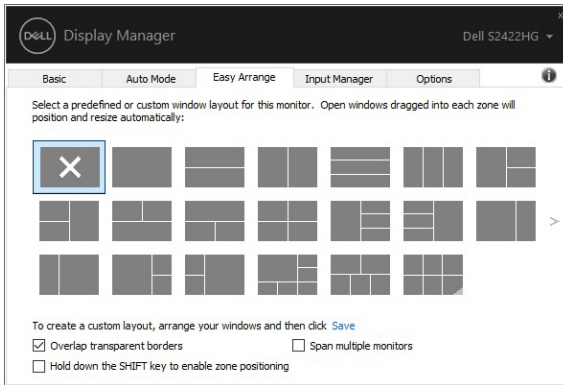 DELL Display Manager Dell S2422HG
Basic Auto Mode Easy Arrange Input Manager Options
Select a predefined or custom window layout for this monitor. Open windows dragged into each zone will
position and resize automatically:
To create a custom layout, arrange your windows and then click Save
Overlap transparent borders Span multiple monitors
Hold down the SHIFT key to enable zone positioning